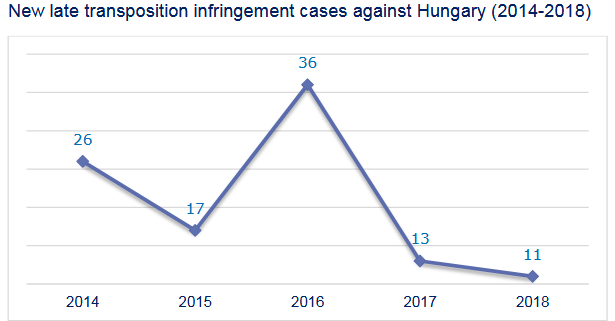 New late transposition infringement cases against Hungary (2014-2018)
36
26
17
13
11
2014 2015 2016 2017 2018